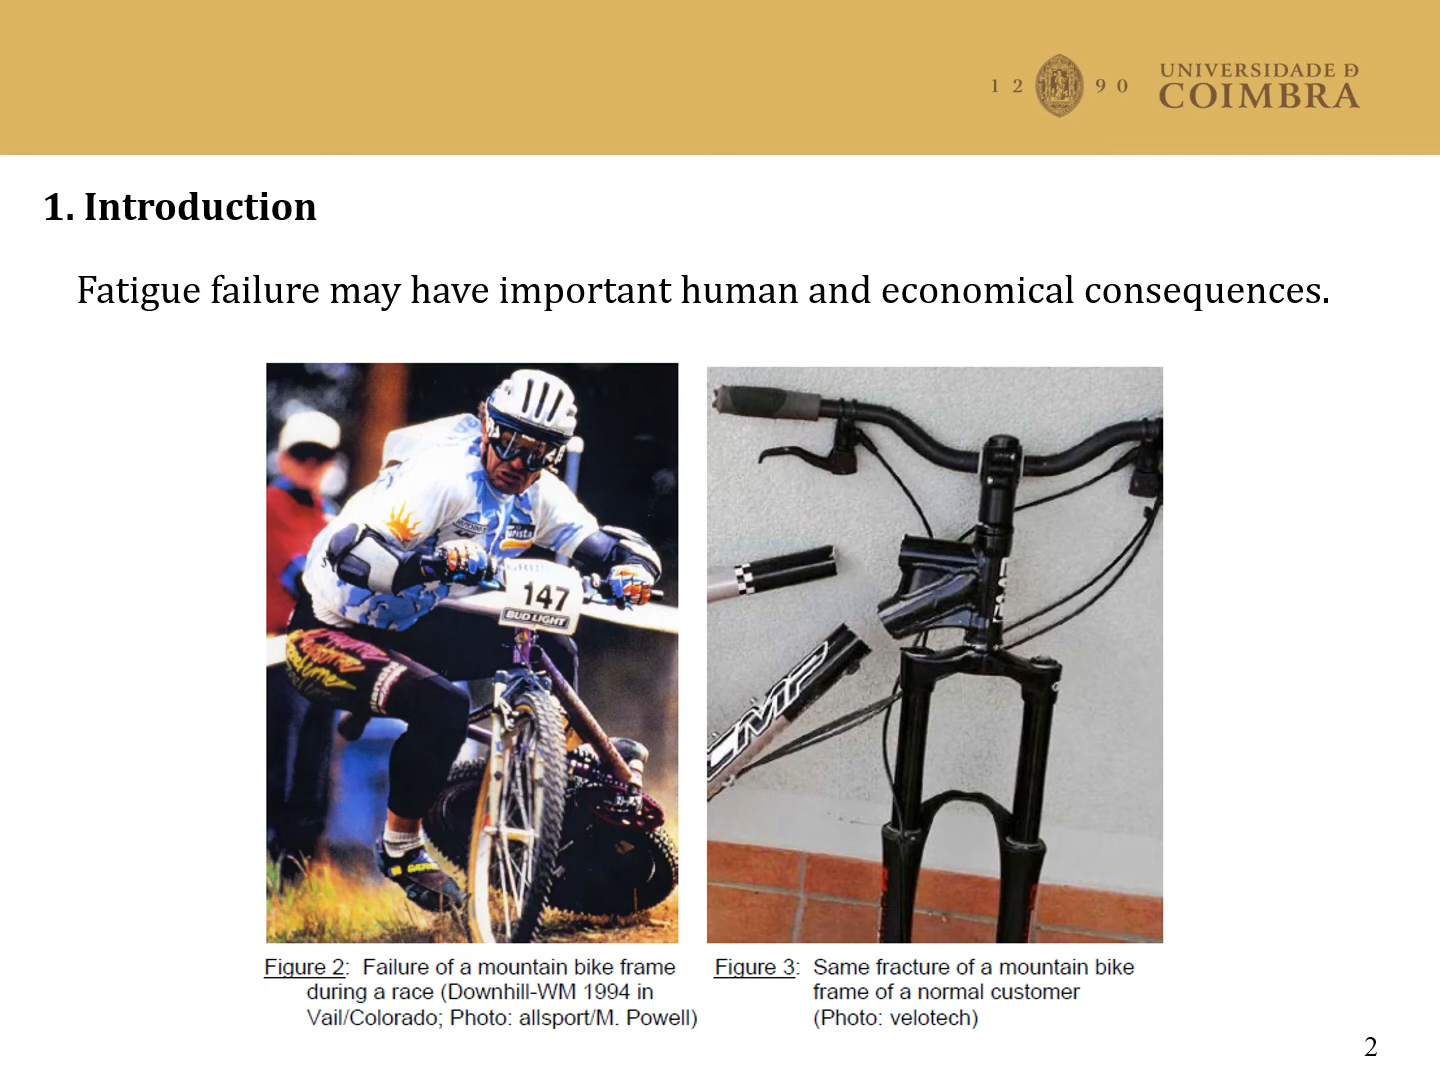 1 2 9 0
UNIVERSIDADE D
COIMBRA
1. Introduction
Fatigue failure may have important human and economical consequences.
147
BUD LIGHT
Figure 2: Failure of a mountain bike frame
during a race (Downhill-WM 1994 in
Vail/Colorado; Photo: allsport/M. Powell)
Figure 3: Same fracture of a mountain bike
frame of a normal customer
(Photo: velotech)
2